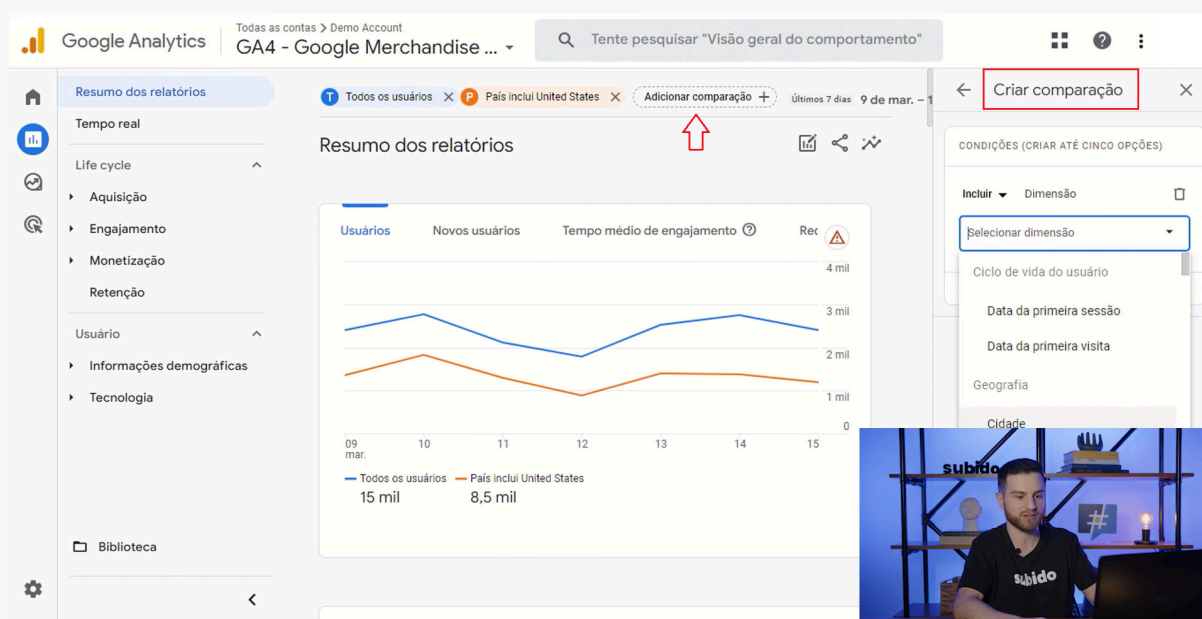 Google Analytics
Todas as contas > Demo Account
GA4 - Google Merchandise ...
Tente pesquisar "Visão geral do comportamento"
Resumo dos relatórios
Tempo real
Life cycle
Aquisição
Engajamento
Monetização
Retenção
Usuário
Informações demográficas
Tecnologia
Biblioteca
T Todos os usuários
P País inclui United States
Adicionar comparação +
Últimos 7 dias 9 de mar. – 1
Resumo dos relatórios
Usuários
Novos usuários
Tempo médio de engajamento
Rec
4 mil
3 mil
2 mil
1 mil
0
09 10 11 12 13 14 15
mar.
Todos os usuários País inclui United States
15 mil 8,5 mil
Criar comparação
CONDIÇÕES (CRIAR ATÉ CINCO OPÇÕES)
Incluir Dimensão
Selecionar dimensão
Ciclo de vida do usuário
Data da primeira sessão
Data da primeira visita
Geografia
Cidade
subido
#
subido